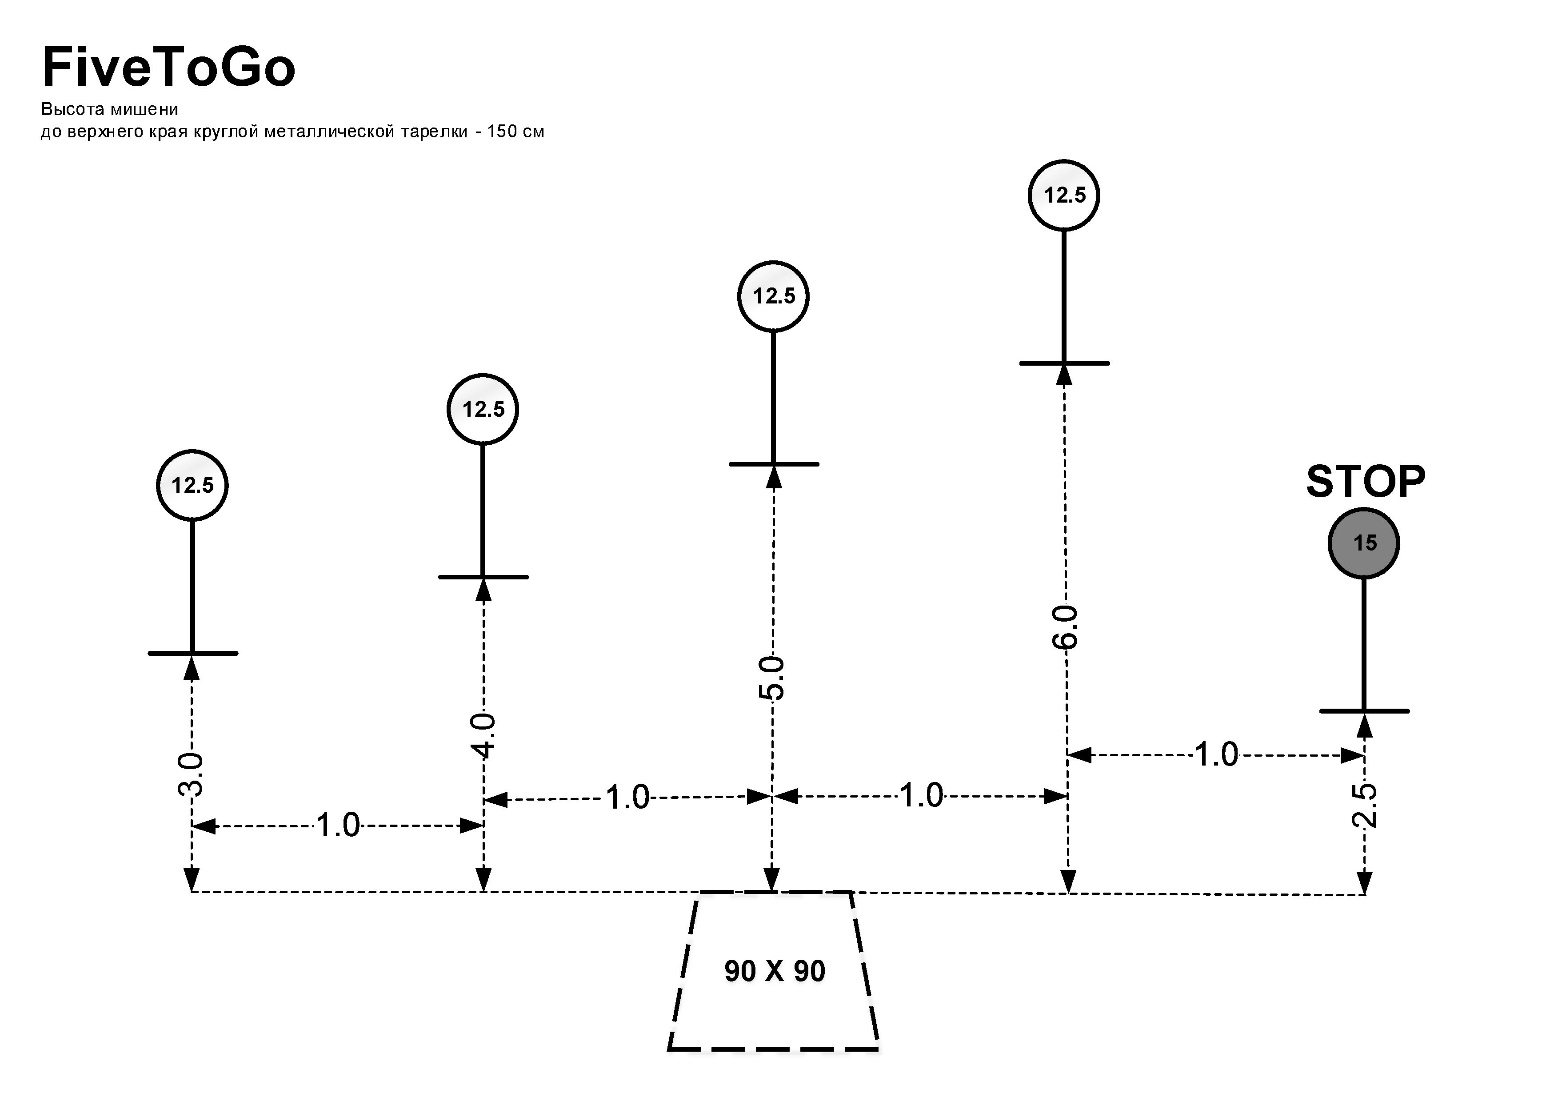 FiveToGo
Высота мишени
до верхнего края круглой металлической тарелки - 150 см
12.5
12.5
12.5
STOP
12.5
15
6.0
5.0
4.0
1.0
3.0
1.0
1.0
2.5
1.0
90 X 90